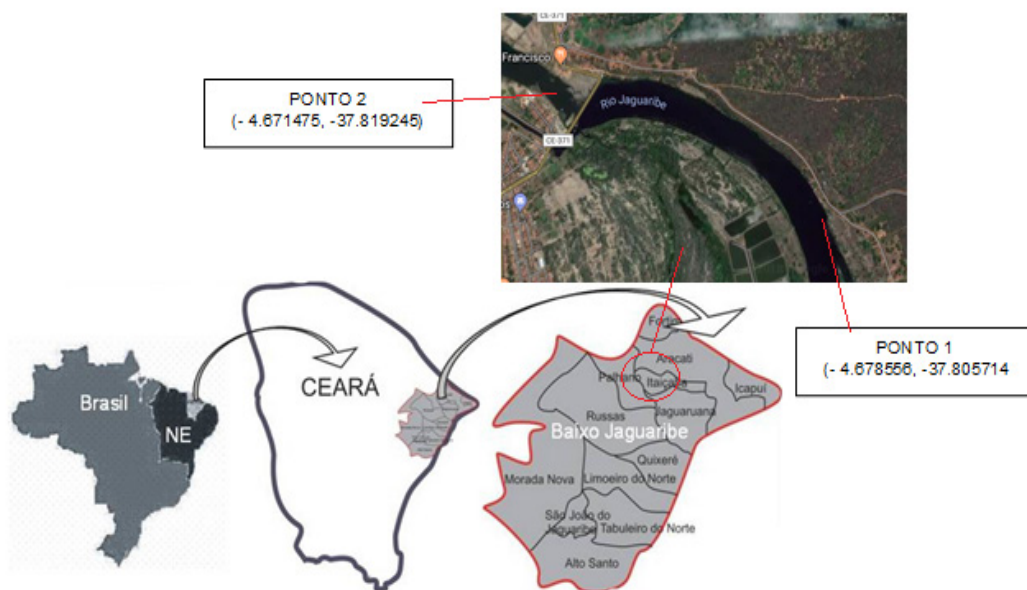 CE-371
Francisco
PONTO 2
(- 4.671475, -37.819245)
Rio Jaguaribe
CE-371
os
PONTO 1
(- 4.678556, -37.805714
Brasil
NE
CEARÁ
Fortim
Aracati
Palhano
Itaiçaba
Icapuí
Jaguaruana
Russas
Baixo Jaguaribe
Quixeré
Morada Nova
Limoeiro do Norte
São João do
Jaguaribe
Tabuleiro do Norte
Alto Santo